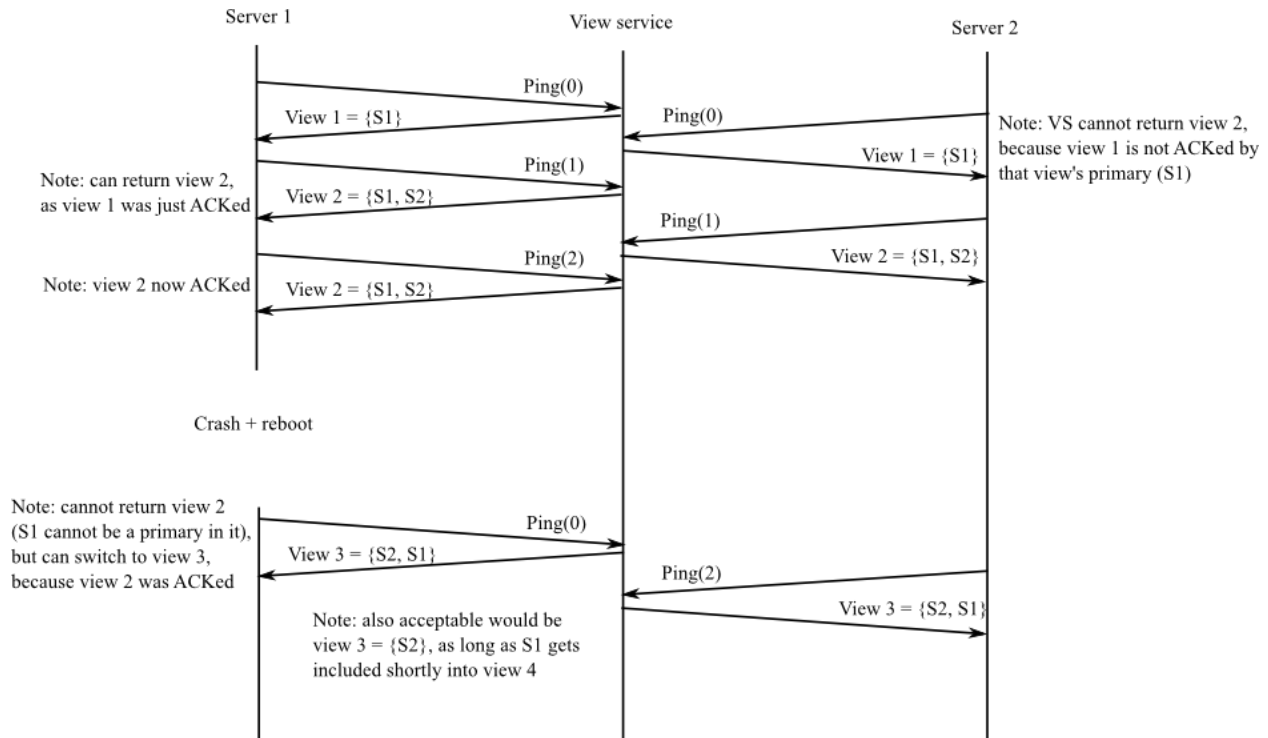 Server 1
View service
Server 2
Ping(0)
View 1 = {S1}
Ping(0)
Note: VS cannot return view 2,
because view 1 is not ACKed by
that view's primary (S1)
View 1 = {S1}
Ping(1)
Note: can return view 2,
as view 1 was just ACKed
View 2 = {S1, S2}
Ping(1)
View 2 = {S1, S2}
Ping(2)
Note: view 2 now ACKed
View 2 = {S1, S2}
Crash + reboot
Note: cannot return view 2
(S1 cannot be a primary in it),
but can switch to view 3,
because view 2 was ACKed
Ping(0)
View 3 = {S2, S1}
Ping(2)
View 3 = {S2, S1}
Note: also acceptable would be
view 3 = {S2}, as long as S1 gets
included shortly into view 4